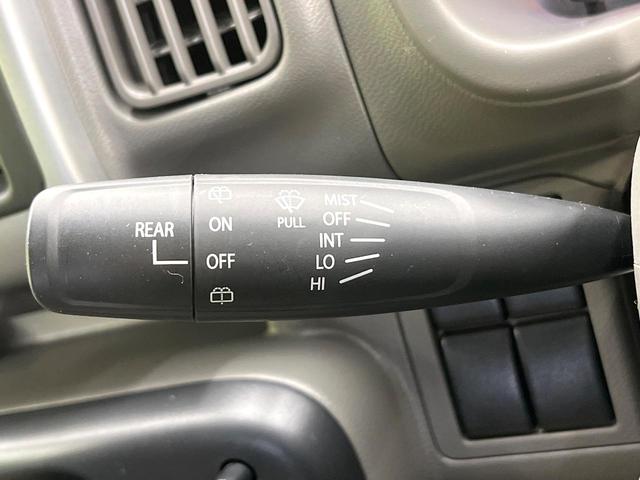 REAR
ON
OFF
PULL
MIST
OFF
INT
LO
HI